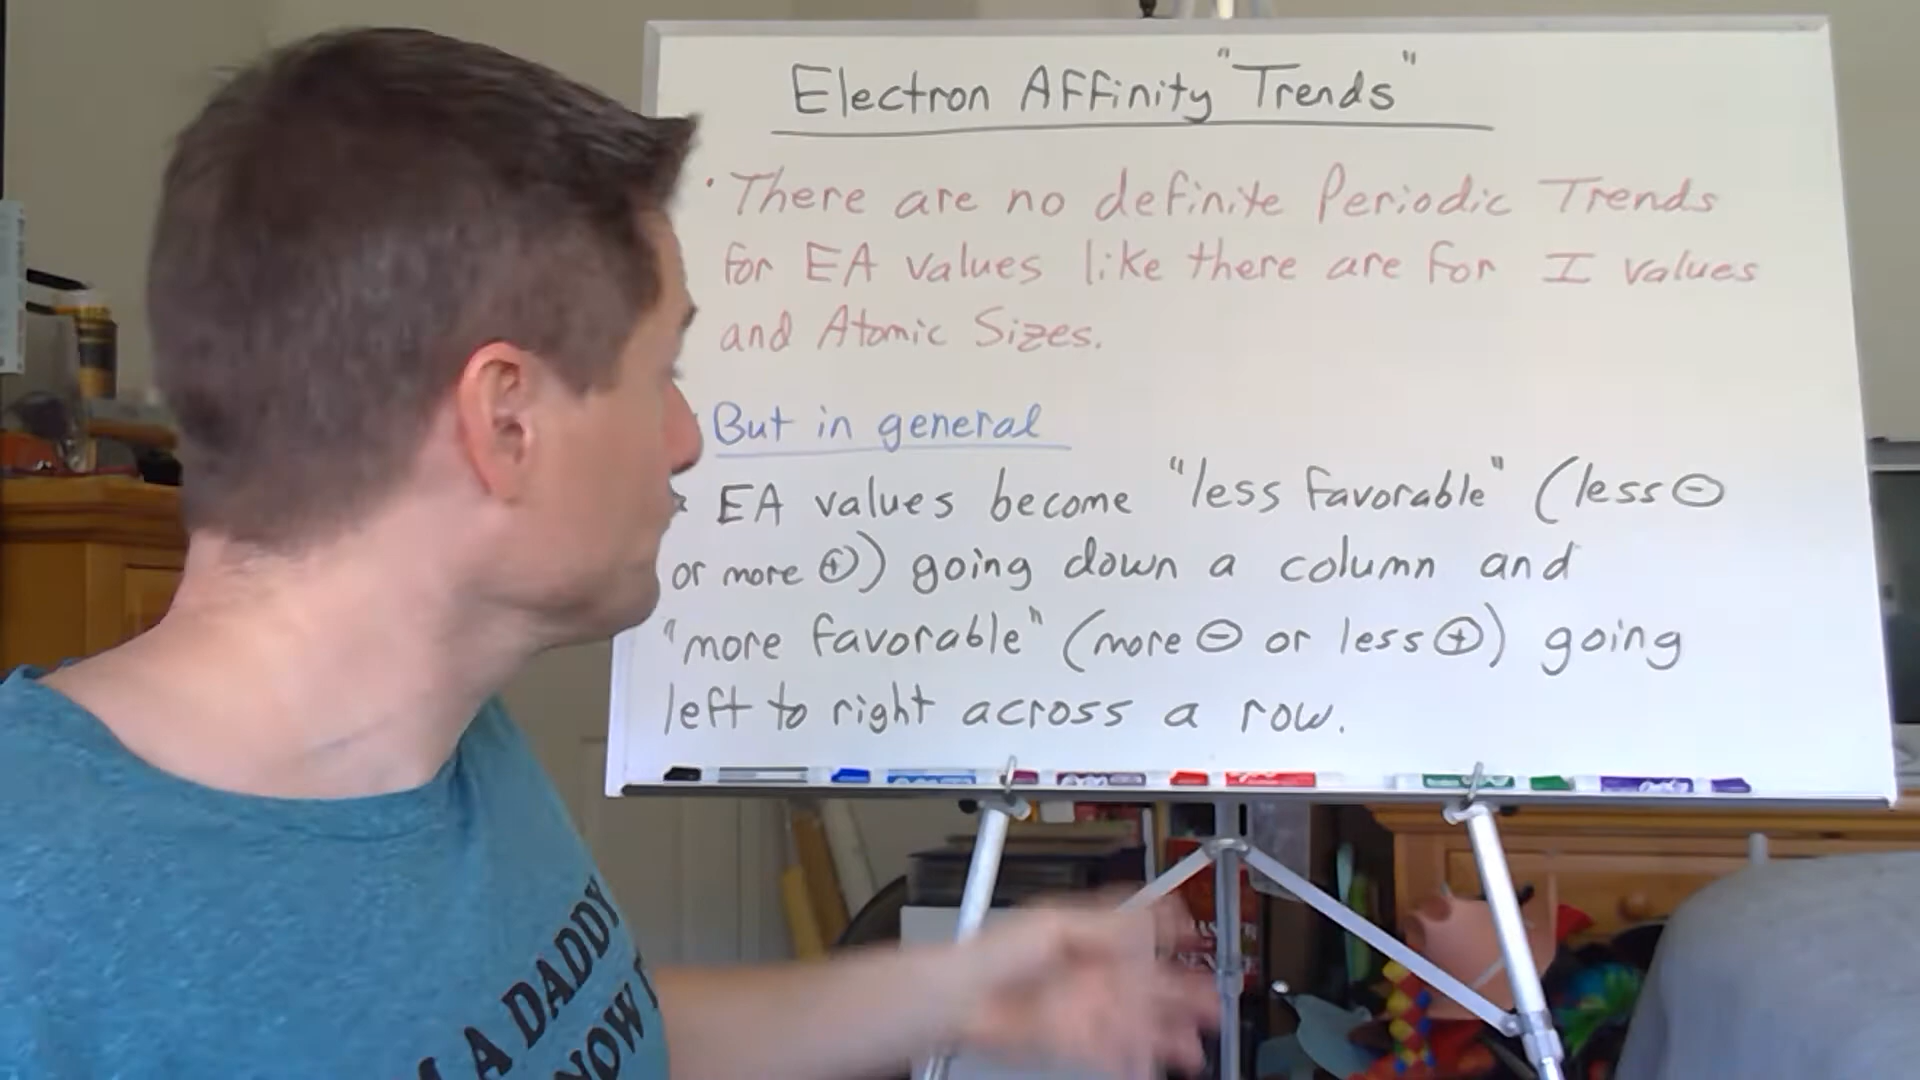 Electron Affinity "Trends"
· There are no definite Periodic Trends
for EA values like there are for I values
and Atomic Sizes.
But in general
EA values become "less favorable" (less ⊖
or more ⊕) going down a column and
"more favorable" (more ⊖ or less ⊕) going
left to right across a row.
A DADDY
NOW